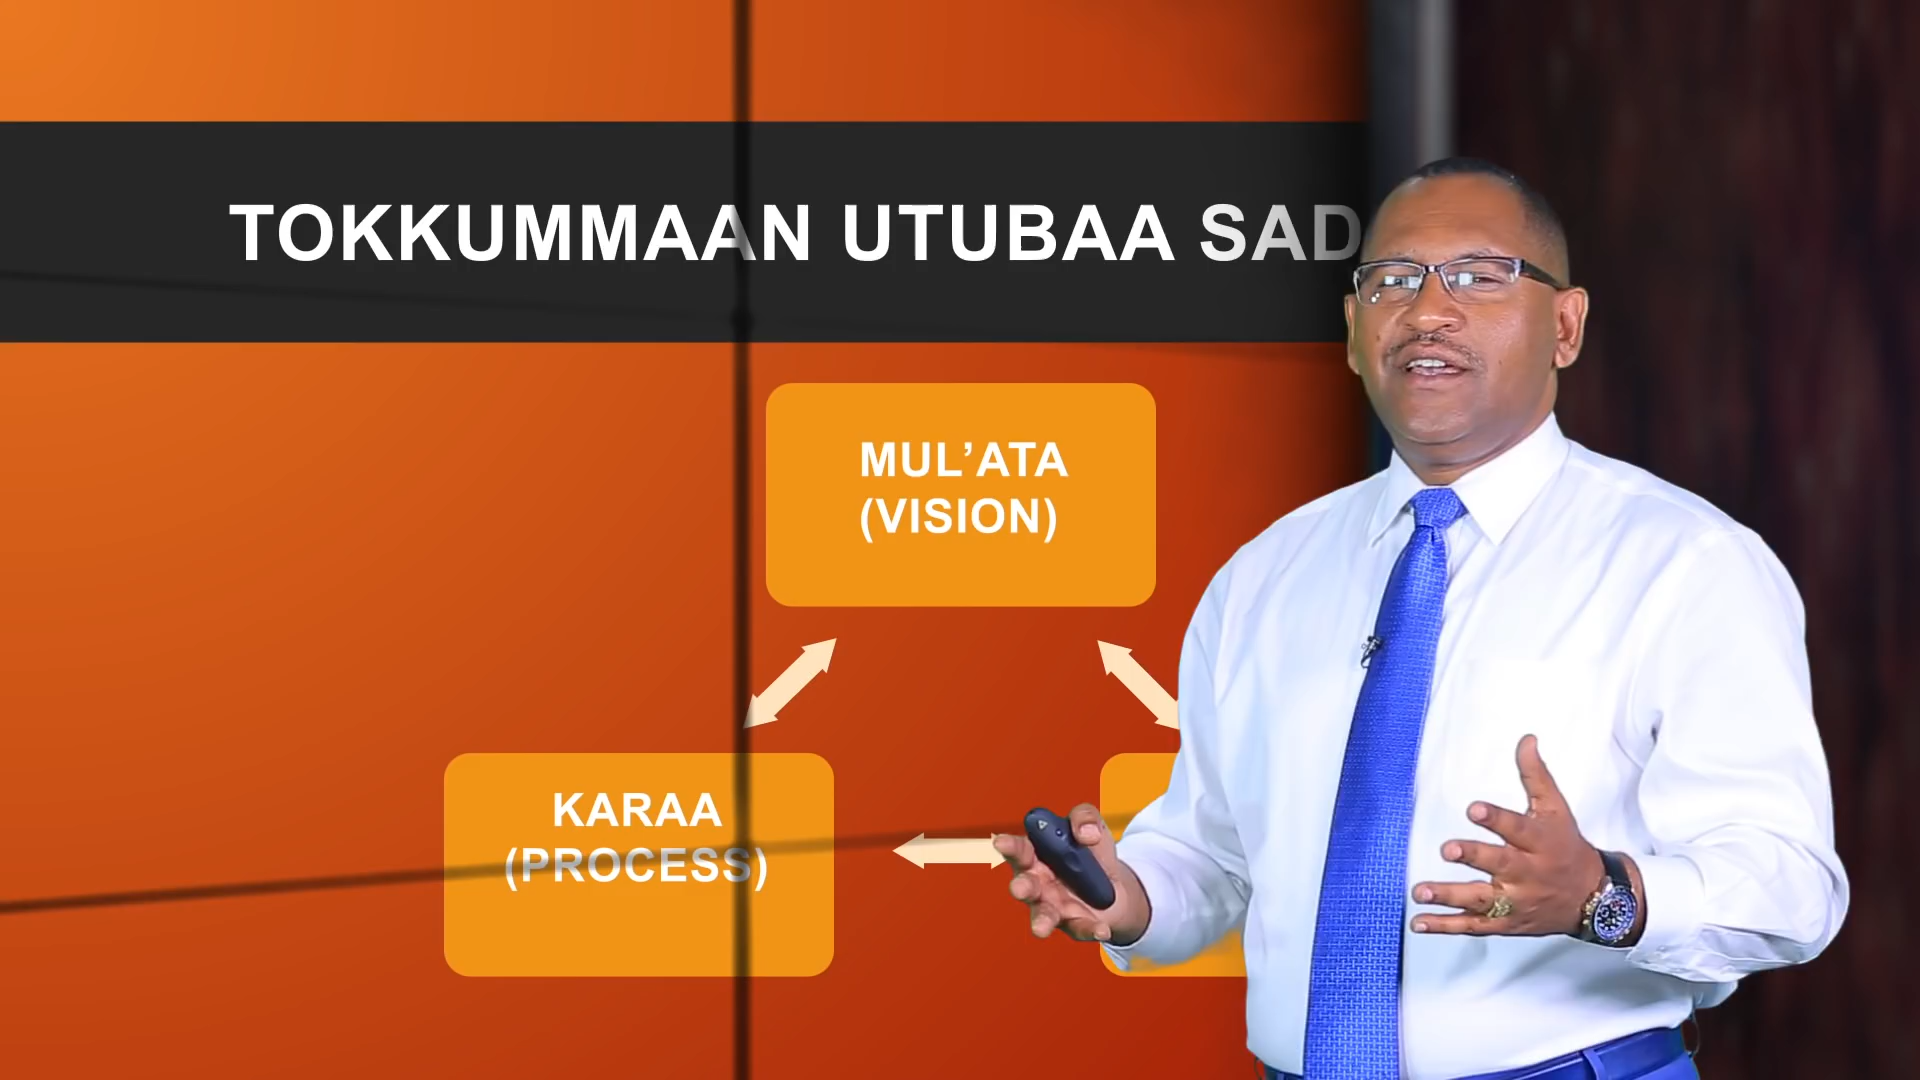 TOKKUMMAAN UTUBAA SAD
MUL’ATA
(VISION)
KARAA
(PROCESS)